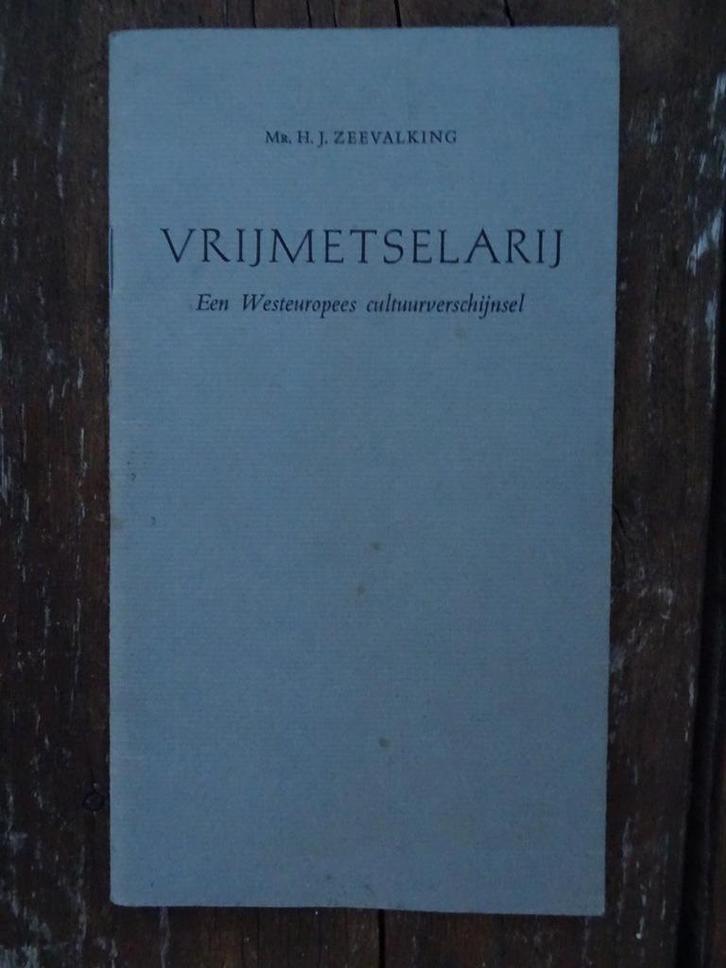 Mr. H. J. ZEEVALKING
VRIJMETSELARIJ
Een Westeuropees cultuurverschijnsel